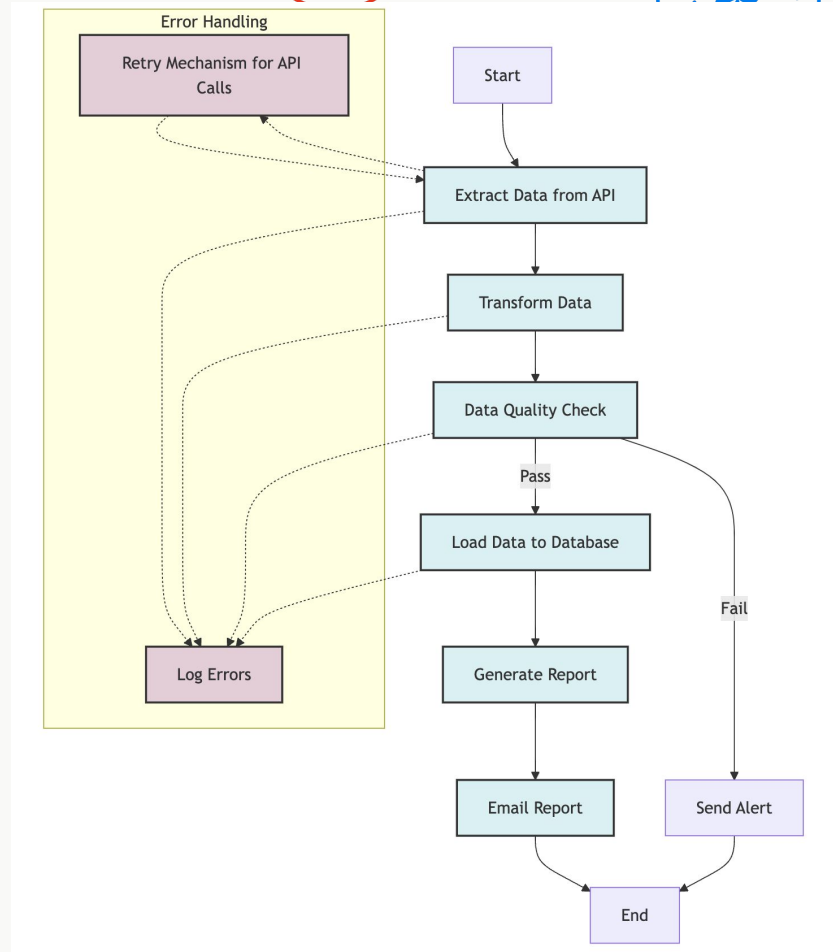 Error Handling
Retry Mechanism for API
Calls
Start
Extract Data from API
Transform Data
Data Quality Check
Pass
Load Data to Database
Fail
Log Errors
Generate Report
Email Report
Send Alert
End